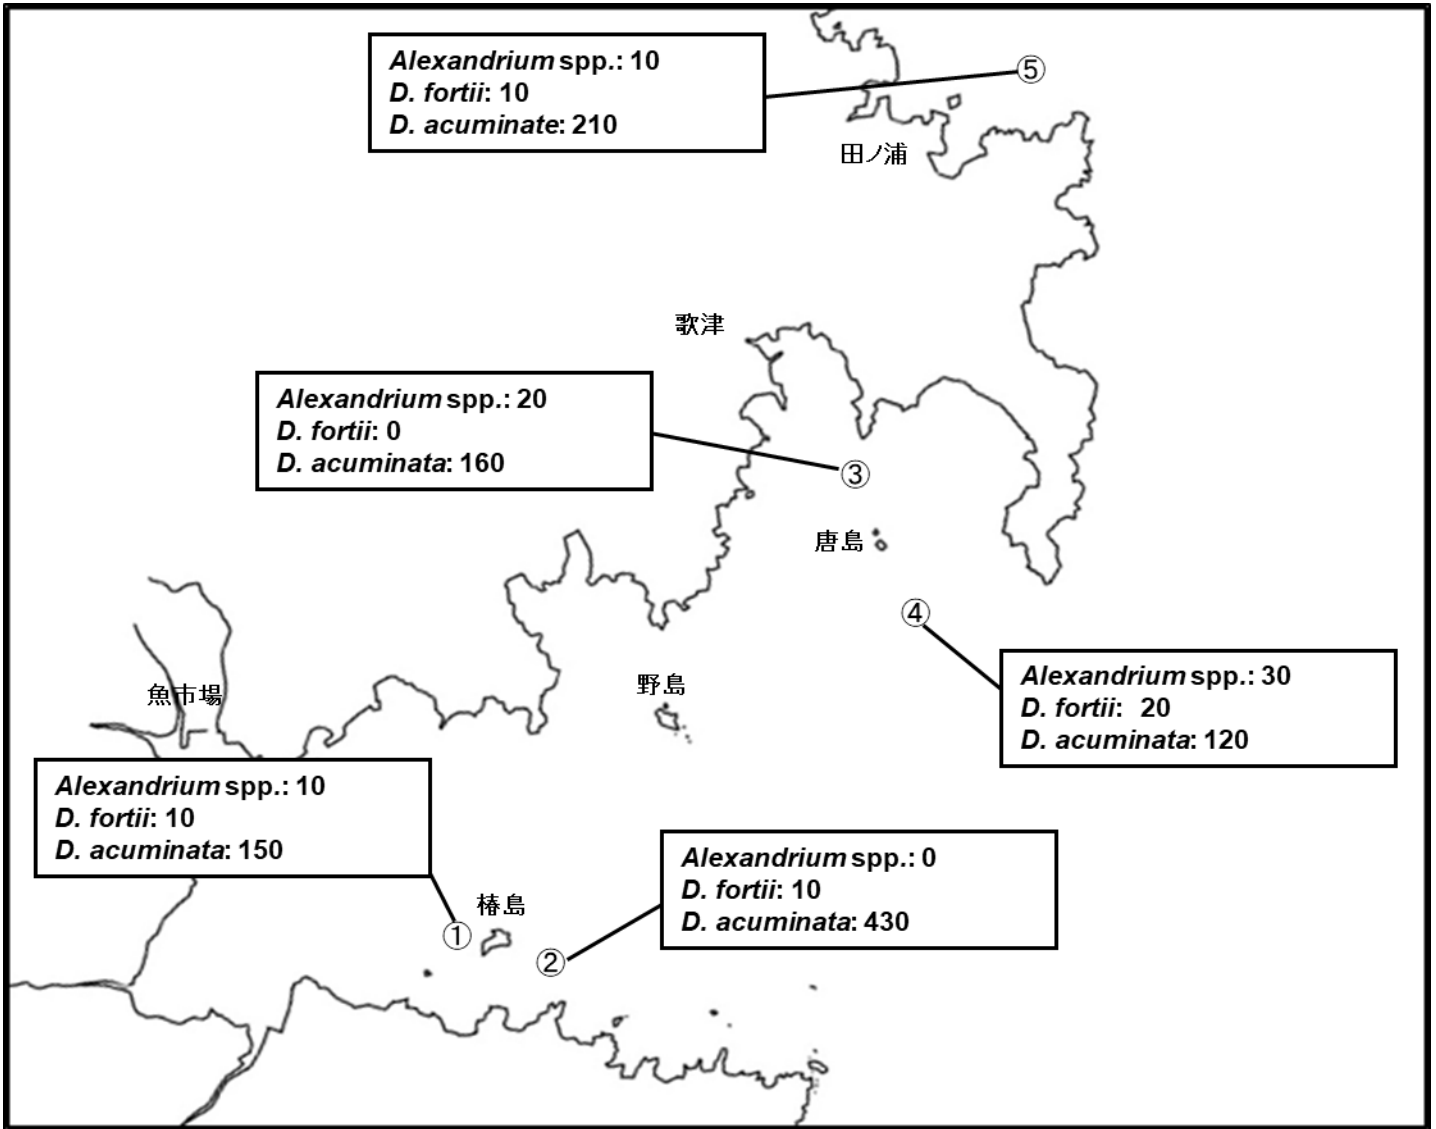 Alexandrium spp.: 10
D. fortii: 10
D. acuminate: 210
⑤
田ノ浦
歌津
Alexandrium spp.: 20
D. fortii: 0
D. acuminata: 160
③
唐島
④
Alexandrium spp.: 30
D. fortii: 20
D. acuminata: 120
野島
魚市場
Alexandrium spp.: 10
D. fortii: 10
D. acuminata: 150
①
椿島
②
Alexandrium spp.: 0
D. fortii: 10
D. acuminata: 430